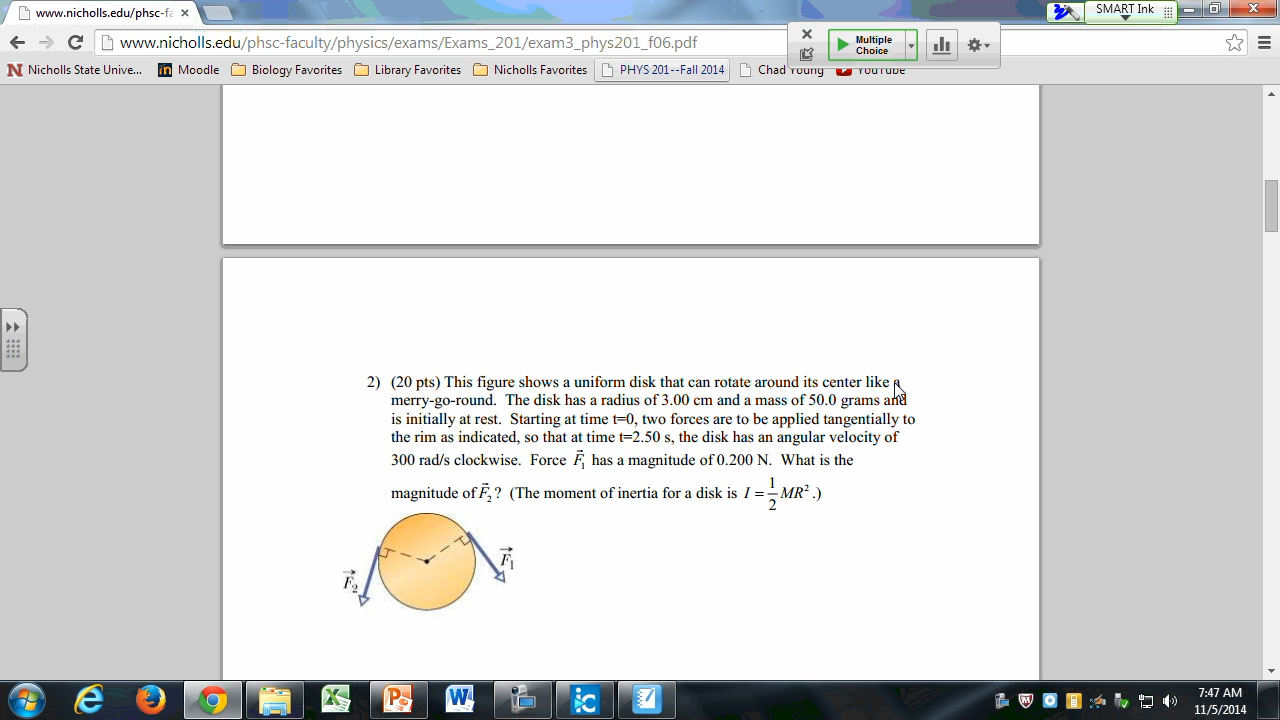 www.nicholls.edu/phsc-fa
SMART Ink
www.nicholls.edu/phsc-faculty/physics/exams/Exams_201/exam3_phys201_f06.pdf
Multiple
Choice
Nicholls State Unive... Moodle Biology Favorites Library Favorites Nicholls Favorites PHYS 201--Fall 2014 Chad Young YouTube
2) (20 pts) This figure shows a uniform disk that can rotate around its center like a
merry-go-round. The disk has a radius of 3.00 cm and a mass of 50.0 grams and
is initially at rest. Starting at time t=0, two forces are to be applied tangentially to
the rim as indicated, so that at time t=2.50 s, the disk has an angular velocity of
300 rad/s clockwise. Force F⃗₁ has a magnitude of 0.200 N. What is the
magnitude of F⃗₂? (The moment of inertia for a disk is I = 1/2 MR².)
F⃗₁
F⃗₂
7:47 AM
11/5/2014